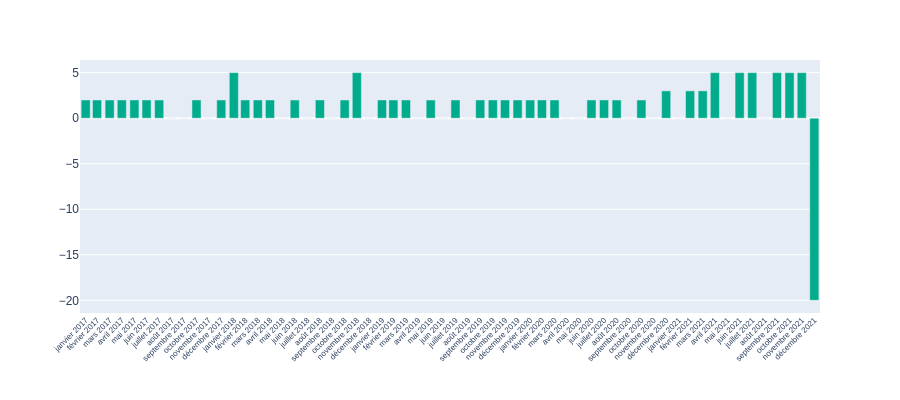 5
0
−5
−10
−15
−20
janvier 2017
février 2017
mars 2017
avril 2017
mai 2017
juin 2017
juillet 2017
août 2017
septembre 2017
octobre 2017
novembre 2017
décembre 2017
janvier 2018
février 2018
mars 2018
avril 2018
mai 2018
juin 2018
juillet 2018
août 2018
septembre 2018
octobre 2018
novembre 2018
décembre 2018
janvier 2019
février 2019
mars 2019
avril 2019
mai 2019
juin 2019
juillet 2019
août 2019
septembre 2019
octobre 2019
novembre 2019
décembre 2019
janvier 2020
février 2020
mars 2020
avril 2020
mai 2020
juin 2020
juillet 2020
août 2020
septembre 2020
octobre 2020
novembre 2020
décembre 2020
janvier 2021
février 2021
mars 2021
avril 2021
mai 2021
juin 2021
juillet 2021
août 2021
septembre 2021
octobre 2021
novembre 2021
décembre 2021